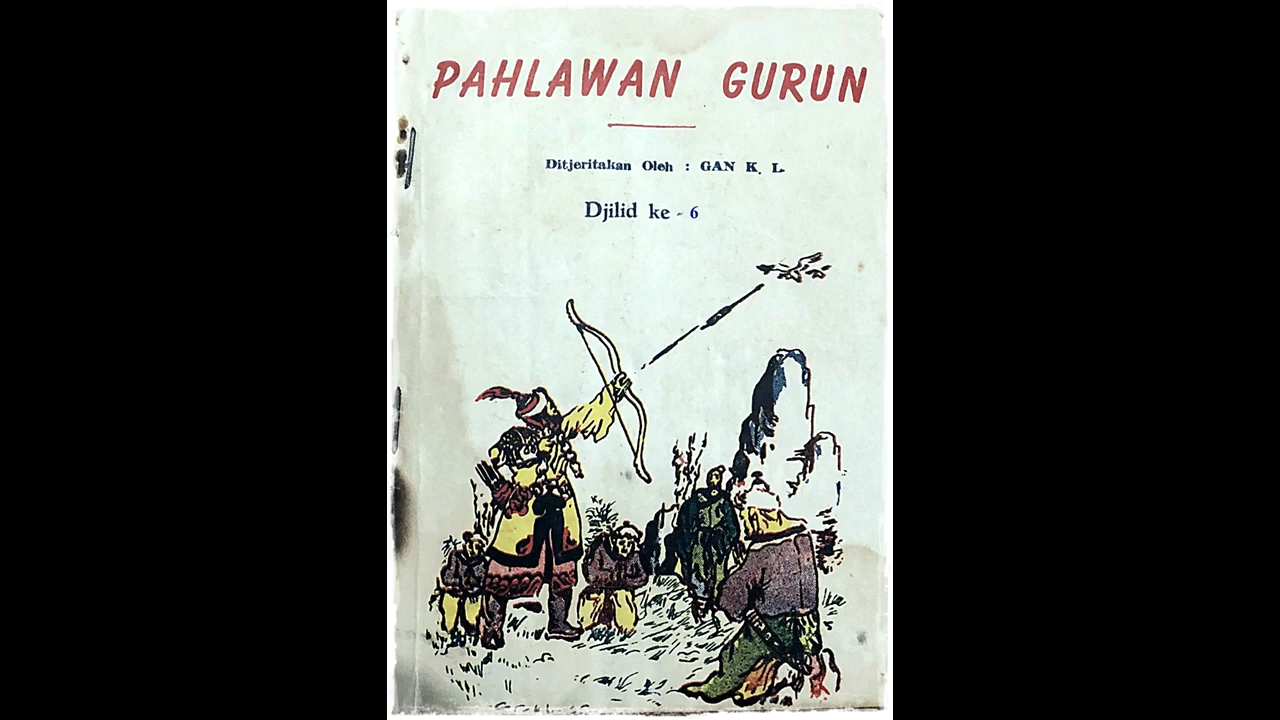 PAHLAWAN GURUN
Ditjeritakan Oleh : GAN K. L.
Djilid ke - 6